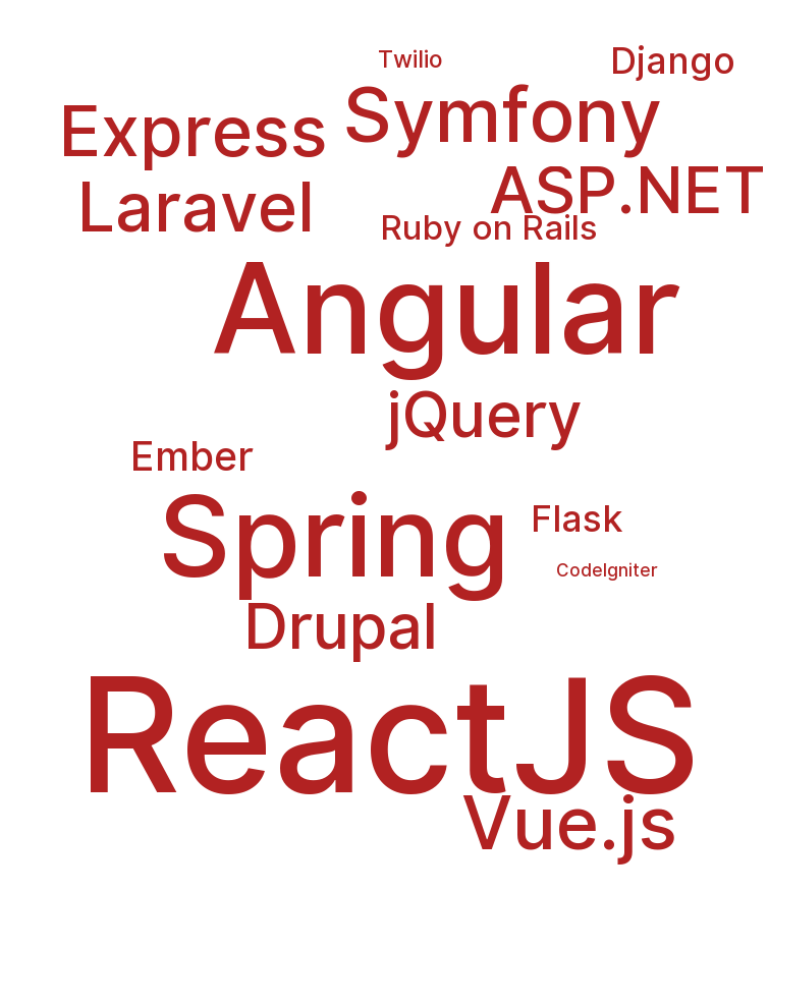 Twilio
Django
Symfony
Express
ASP.NET
Laravel
Ruby on Rails
Angular
jQuery
Ember
Spring
Flask
CodeIgniter
Drupal
ReactJS
Vue.js